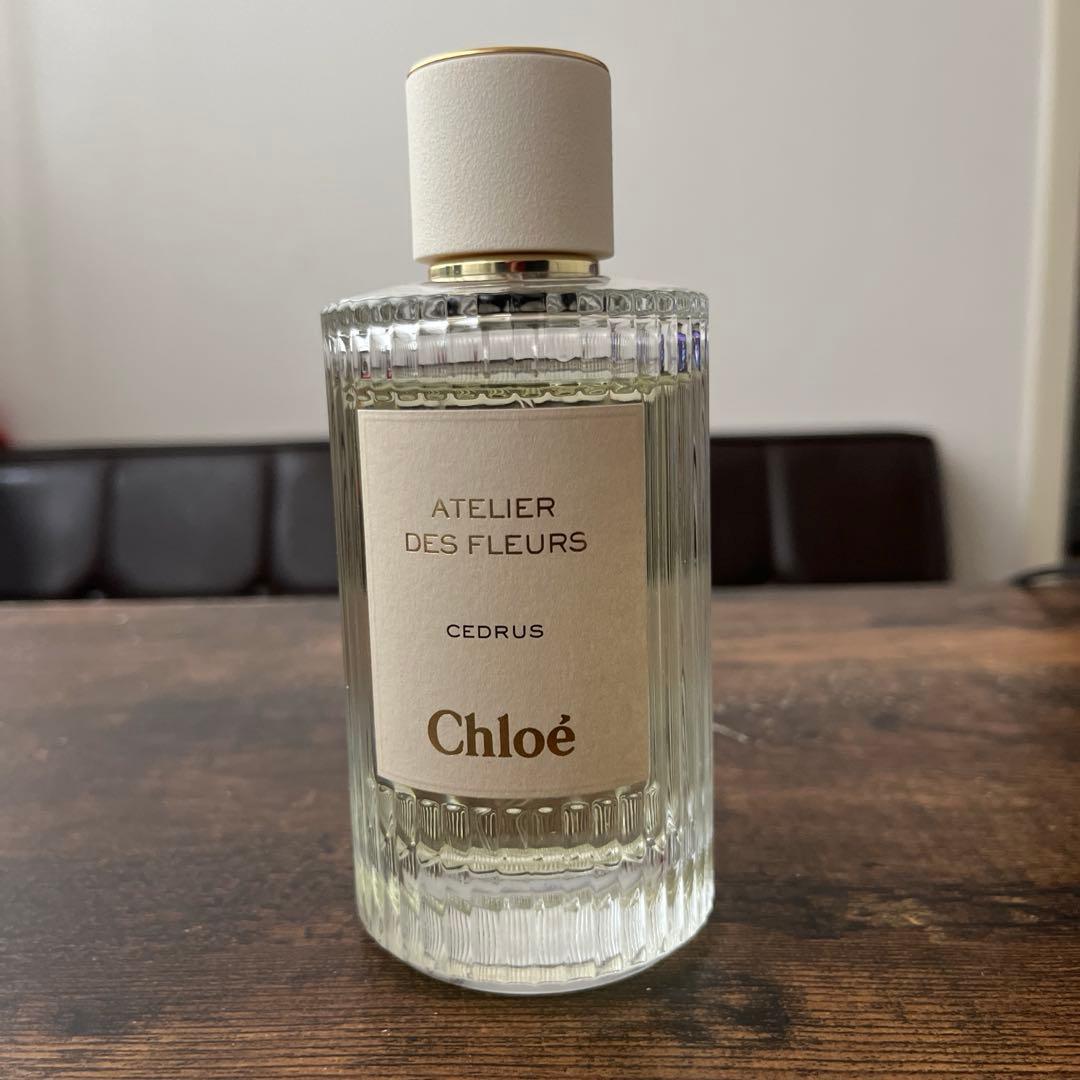 ATELIER
DES FLEURS
CEDRUS
Chloé